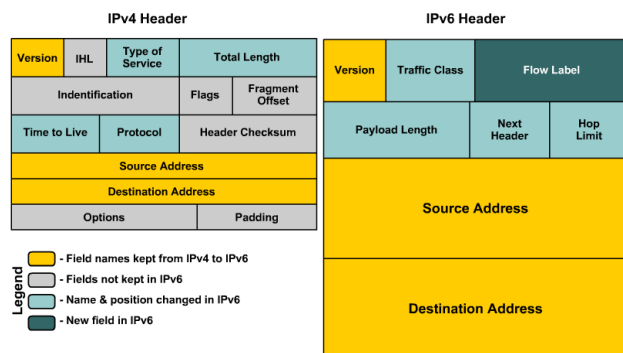 IPv4 Header
IPv6 Header
Version
IHL
Type of
Service
Total Length
Indentification
Flags
Fragment
Offset
Time to Live
Protocol
Header Checksum
Source Address
Destination Address
Options
Padding
Version
Traffic Class
Flow Label
Payload Length
Next
Header
Hop
Limit
Source Address
Destination Address
Legend
- Field names kept from IPv4 to IPv6
- Fields not kept in IPv6
- Name & position changed in IPv6
- New field in IPv6